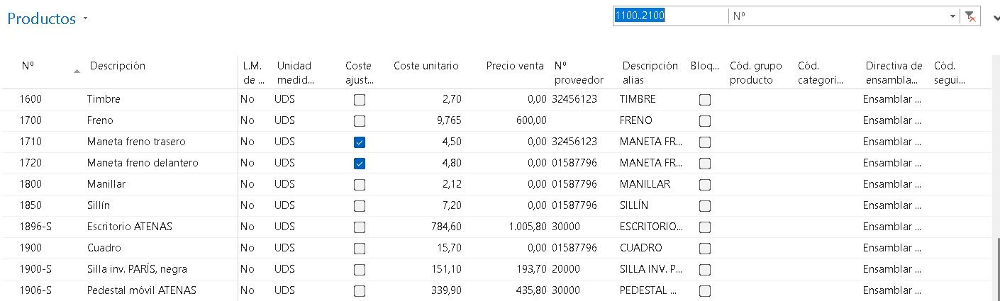 Productos
1100..2100 Nº
Nº Descripción L.M. de ... Unidad medid... Coste ajust... Coste unitario Precio venta Nº proveedor Descripción alias Bloq... Cód. grupo producto Cód. categorí... Directiva de ensambla... Cód. segui...
1600 Timbre No UDS 2,70 0,00 32456123 TIMBRE Ensamblar ...
1700 Freno No UDS 9,765 600,00 FRENO Ensamblar ...
1710 Maneta freno trasero No UDS 4,50 0,00 32456123 MANETA FR... Ensamblar ...
1720 Maneta freno delantero No UDS 4,80 0,00 01587796 MANETA FR... Ensamblar ...
1800 Manillar No UDS 2,12 0,00 01587796 MANILLAR Ensamblar ...
1850 Sillín No UDS 7,20 0,00 01587796 SILLÍN Ensamblar ...
1896-S Escritorio ATENAS No UDS 784,60 1.005,80 30000 ESCRITORIO... Ensamblar ...
1900 Cuadro No UDS 15,70 0,00 01587796 CUADRO Ensamblar ...
1900-S Silla inv. PARÍS, negra No UDS 151,10 193,70 20000 SILLA INV. P... Ensamblar ...
1906-S Pedestal móvil ATENAS No UDS 339,90 435,80 30000 PEDESTAL ... Ensamblar ...